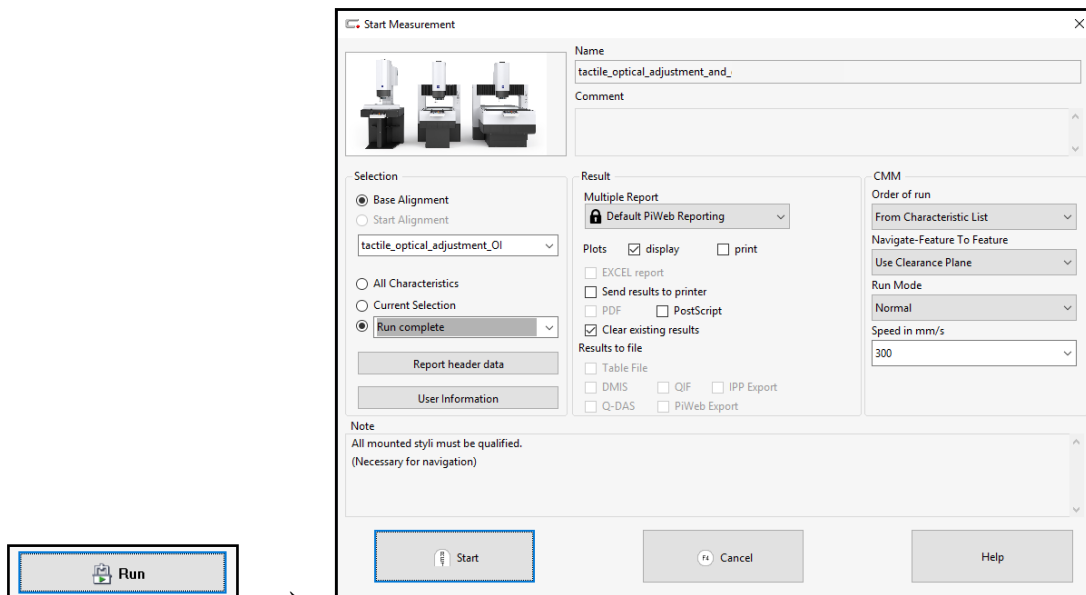 Start Measurement
Name
tactile_optical_adjustment_and_
Comment
Selection
Base Alignment
Start Alignment
tactile_optical_adjustment_OI
All Characteristics
Current Selection
Run complete
Report header data
User Information
Result
Multiple Report
Default PiWeb Reporting
Plots display print
EXCEL report
Send results to printer
PDF PostScript
Clear existing results
Results to file
Table File
DMIS QIF IPP Export
Q-DAS PiWeb Export
CMM
Order of run
From Characteristic List
Navigate-Feature To Feature
Use Clearance Plane
Run Mode
Normal
Speed in mm/s
300
Note
All mounted styli must be qualified.
(Necessary for navigation)
Start
F4 Cancel
Help
Run